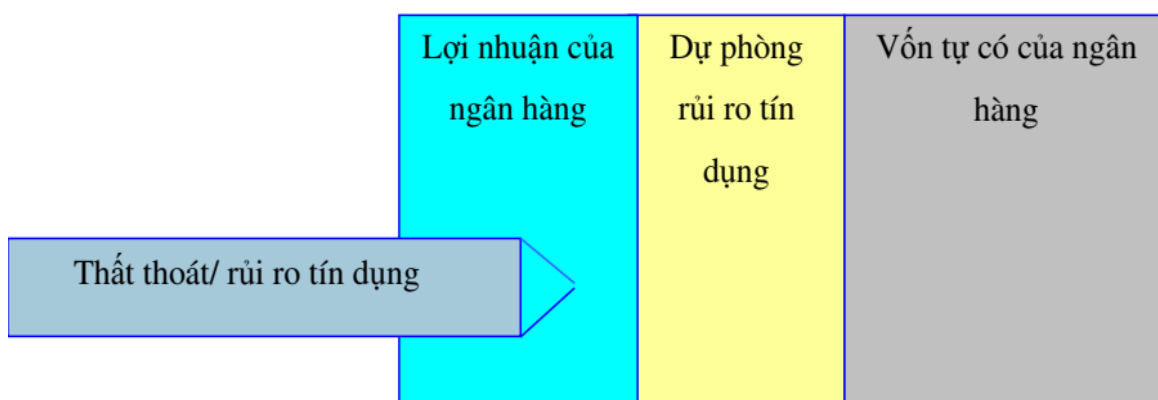 Lợi nhuận của
ngân hàng
Dự phòng
rủi ro tín
dụng
Vốn tự có của ngân
hàng
Thất thoát/ rủi ro tín dụng